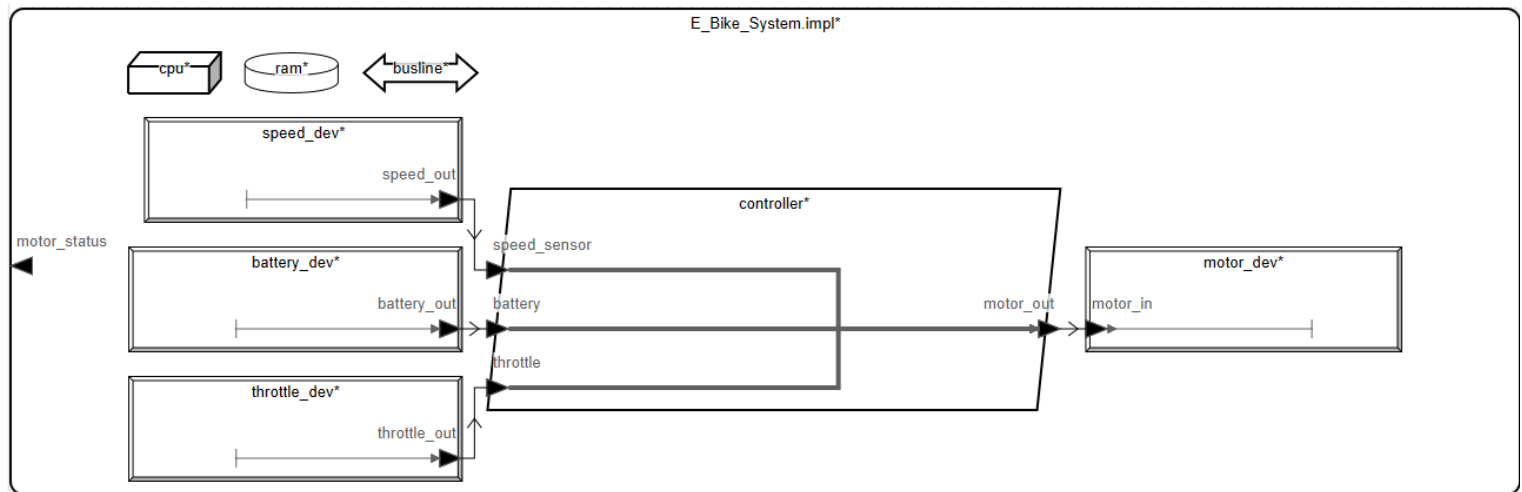 E_Bike_System.impl*
cpu*
ram*
busline*
speed_dev*
speed_out
controller*
motor_status
speed_sensor
battery_dev*
motor_dev*
battery_out
battery
motor_out
motor_in
throttle
throttle_dev*
throttle_out